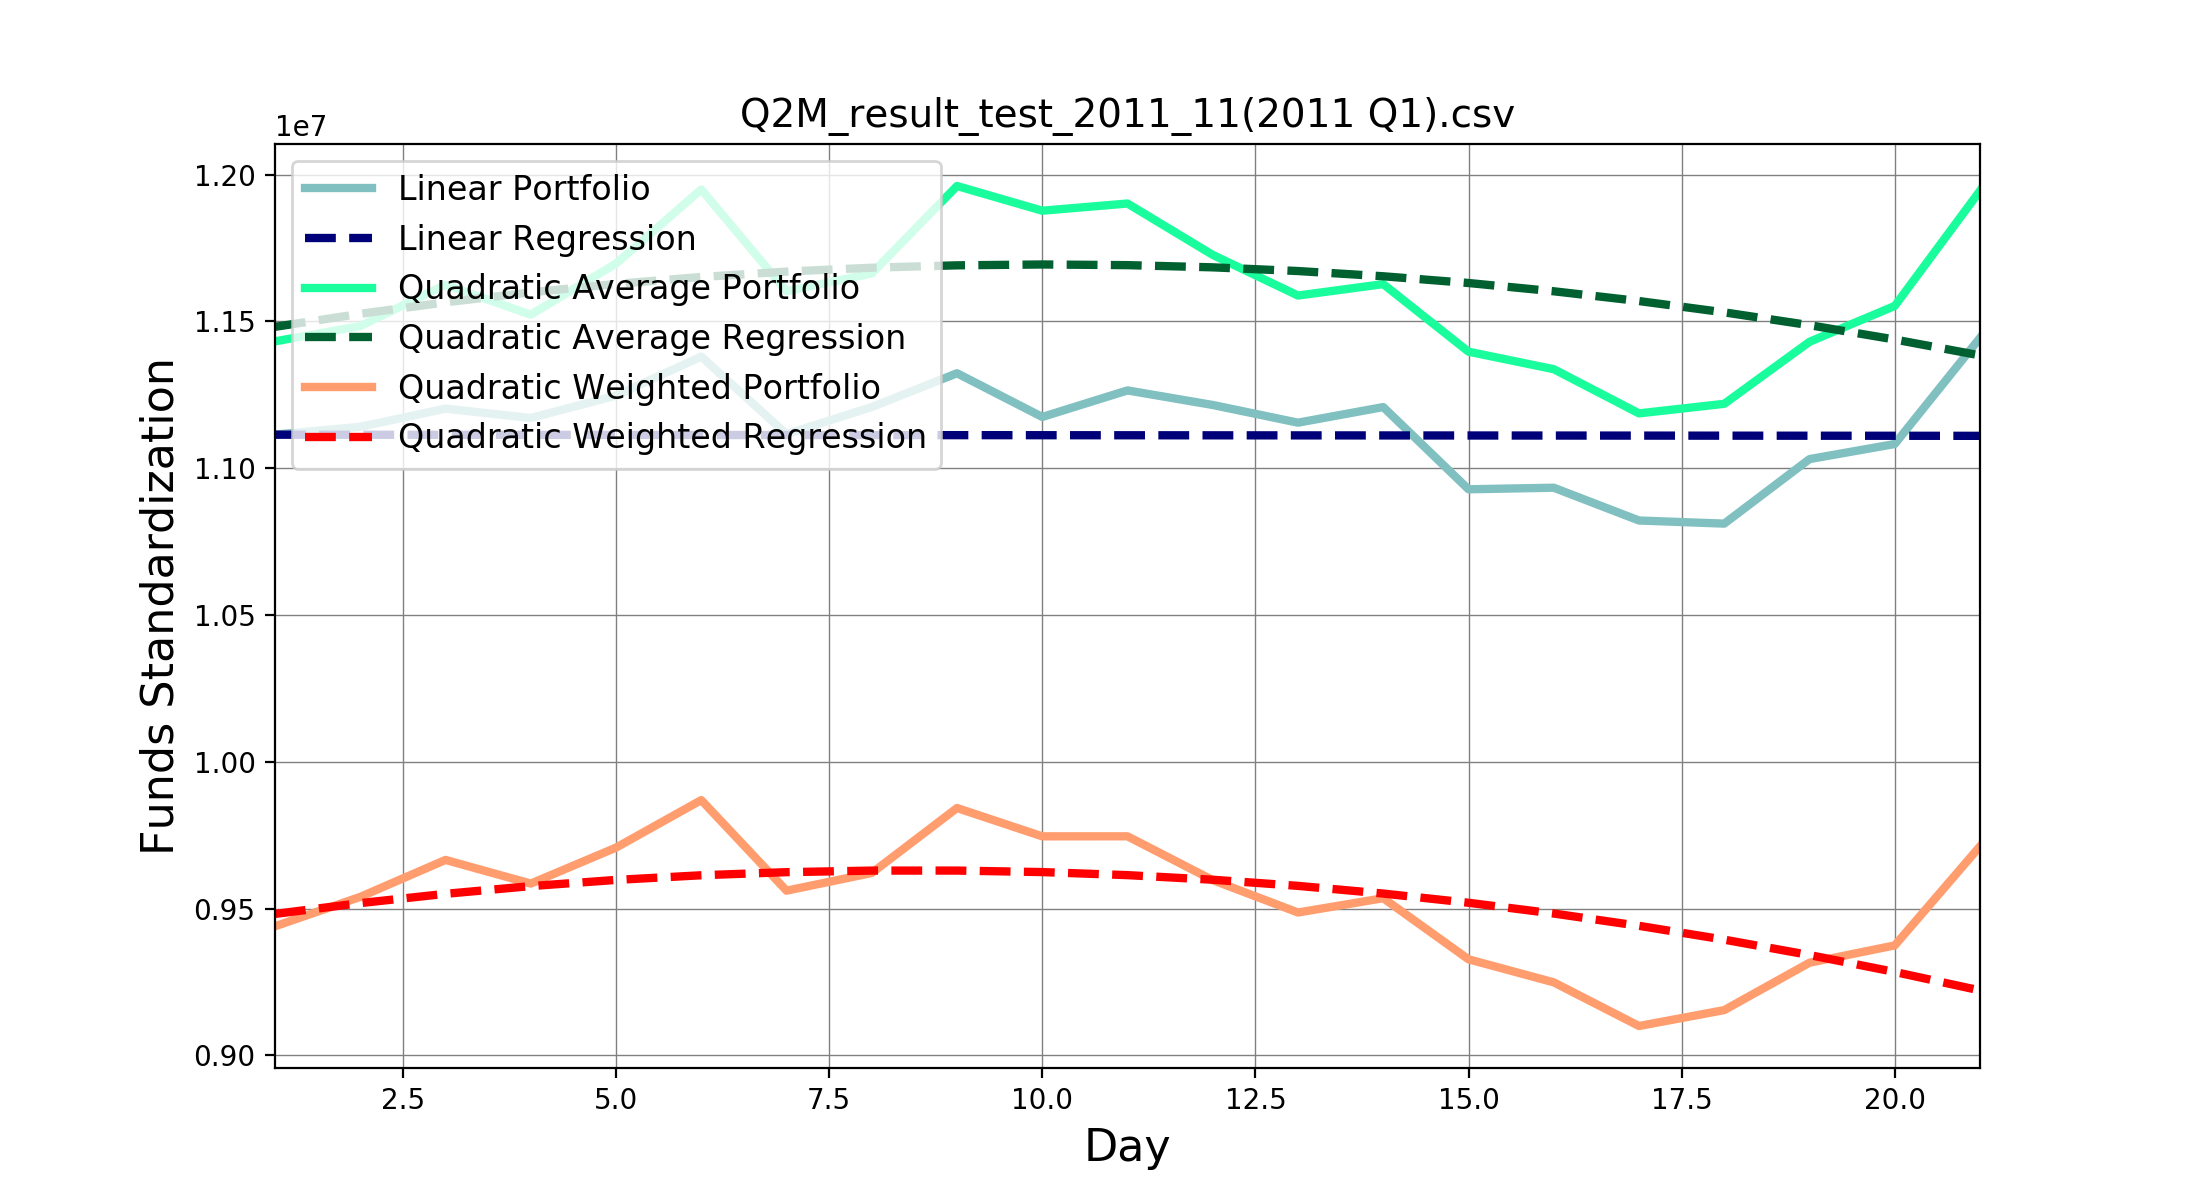 Q2M_result_test_2011_11(2011 Q1).csv
1e7
1.20
1.15
1.10
1.05
1.00
0.95
0.90
Funds Standardization
Linear Portfolio
Linear Regression
Quadratic Average Portfolio
Quadratic Average Regression
Quadratic Weighted Portfolio
Quadratic Weighted Regression
2.5 5.0 7.5 10.0 12.5 15.0 17.5 20.0
Day